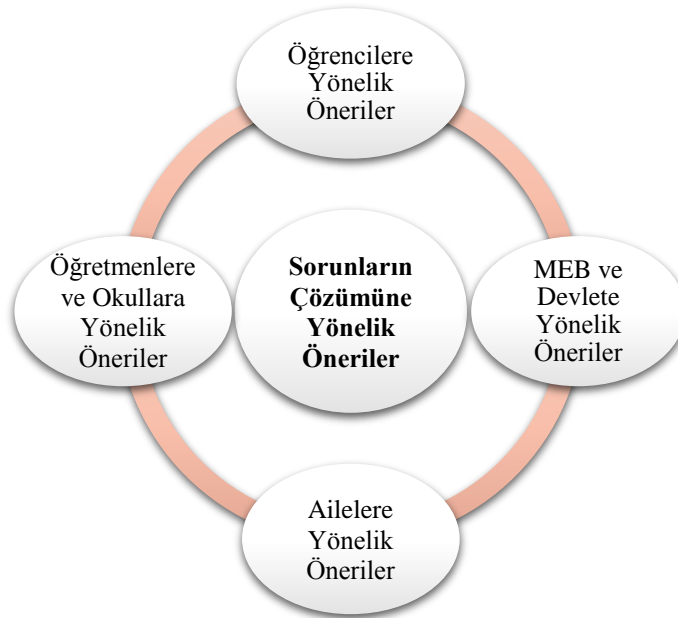 Öğrencilere
Yönelik
Öneriler
Öğretmenlere
ve Okullara
Yönelik
Öneriler
Sorunların
Çözümüne
Yönelik
Öneriler
MEB ve
Devlete
Yönelik
Öneriler
Ailelere
Yönelik
Öneriler